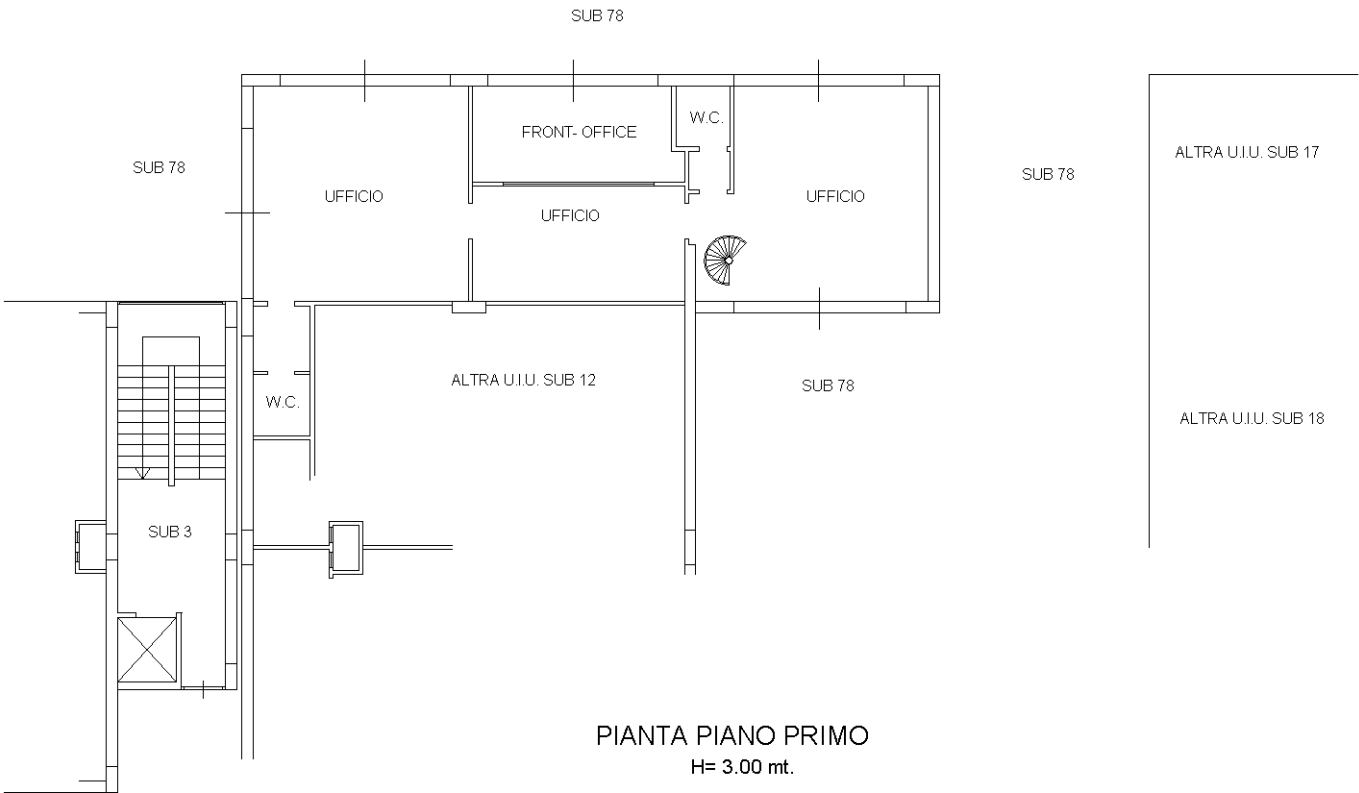 SUB 78
FRONT- OFFICE
W.C.
ALTRA U.I.U. SUB 17
SUB 78
SUB 78
UFFICIO
UFFICIO
UFFICIO
ALTRA U.I.U. SUB 12
SUB 78
W.C.
ALTRA U.I.U. SUB 18
SUB 3
PIANTA PIANO PRIMO
H= 3.00 mt.